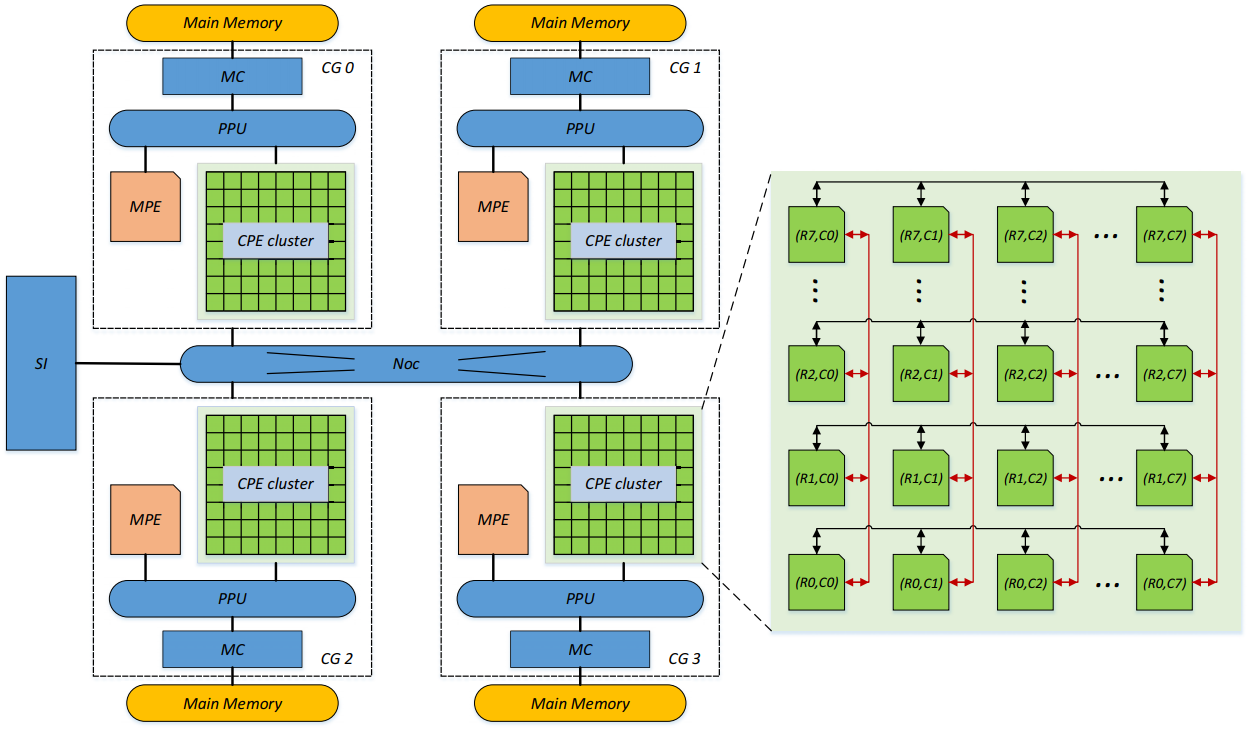 Main Memory
Main Memory
CG 0
MC
PPU
MPE
CPE cluster
CG 1
MC
PPU
MPE
CPE cluster
SI
Noc
CPE cluster
MPE
PPU
MC
CG 2
CPE cluster
MPE
PPU
MC
CG 3
Main Memory
Main Memory
(R7,C0) (R7,C1) (R7,C2) ... (R7,C7)
... ... ... ...
(R2,C0) (R2,C1) (R2,C2) ... (R2,C7)
(R1,C0) (R1,C1) (R1,C2) ... (R1,C7)
(R0,C0) (R0,C1) (R0,C2) ... (R0,C7)